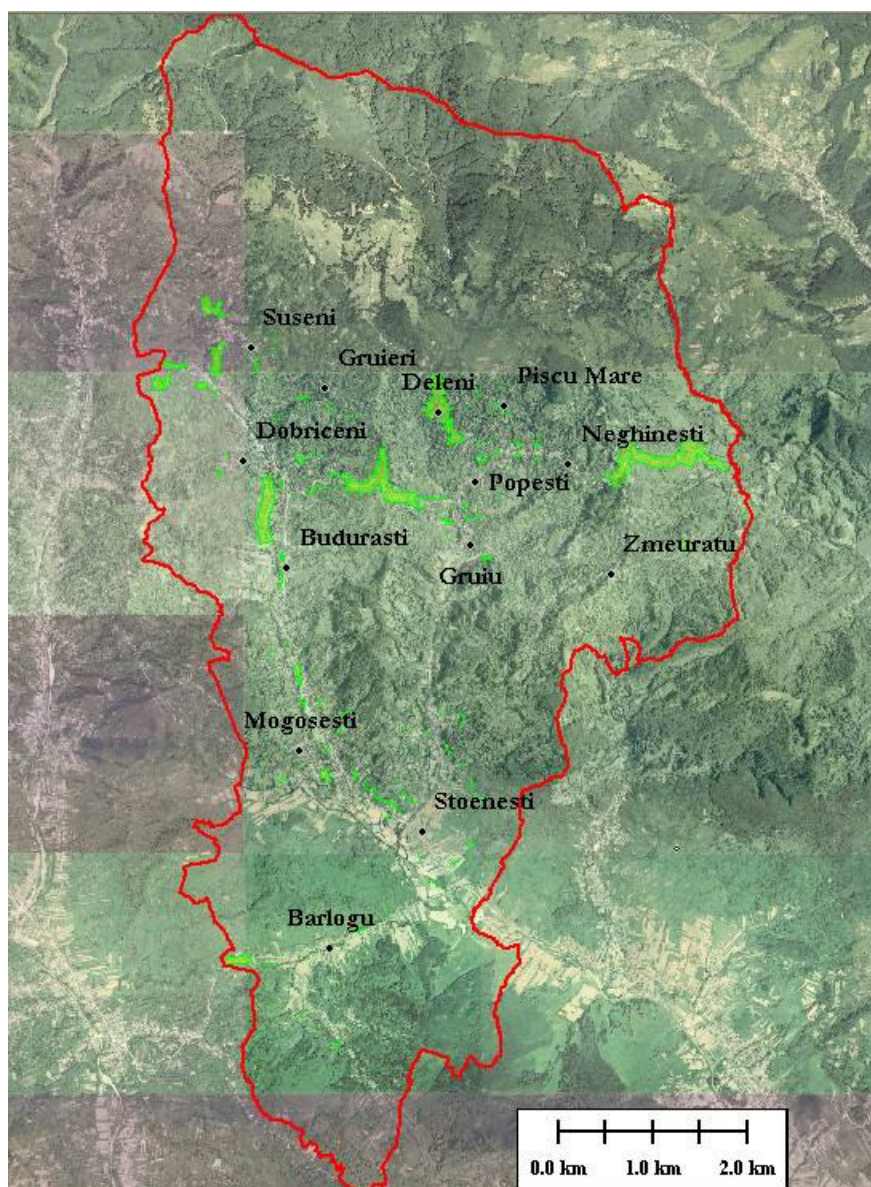 Suseni
Gruieri
Deleni
Piscu Mare
Dobriceni
Neghinesti
Popesti
Budurasti
Gruiu
Zmeuratu
Mogosesti
Stoenesti
Barlogu
0.0 km 1.0 km 2.0 km